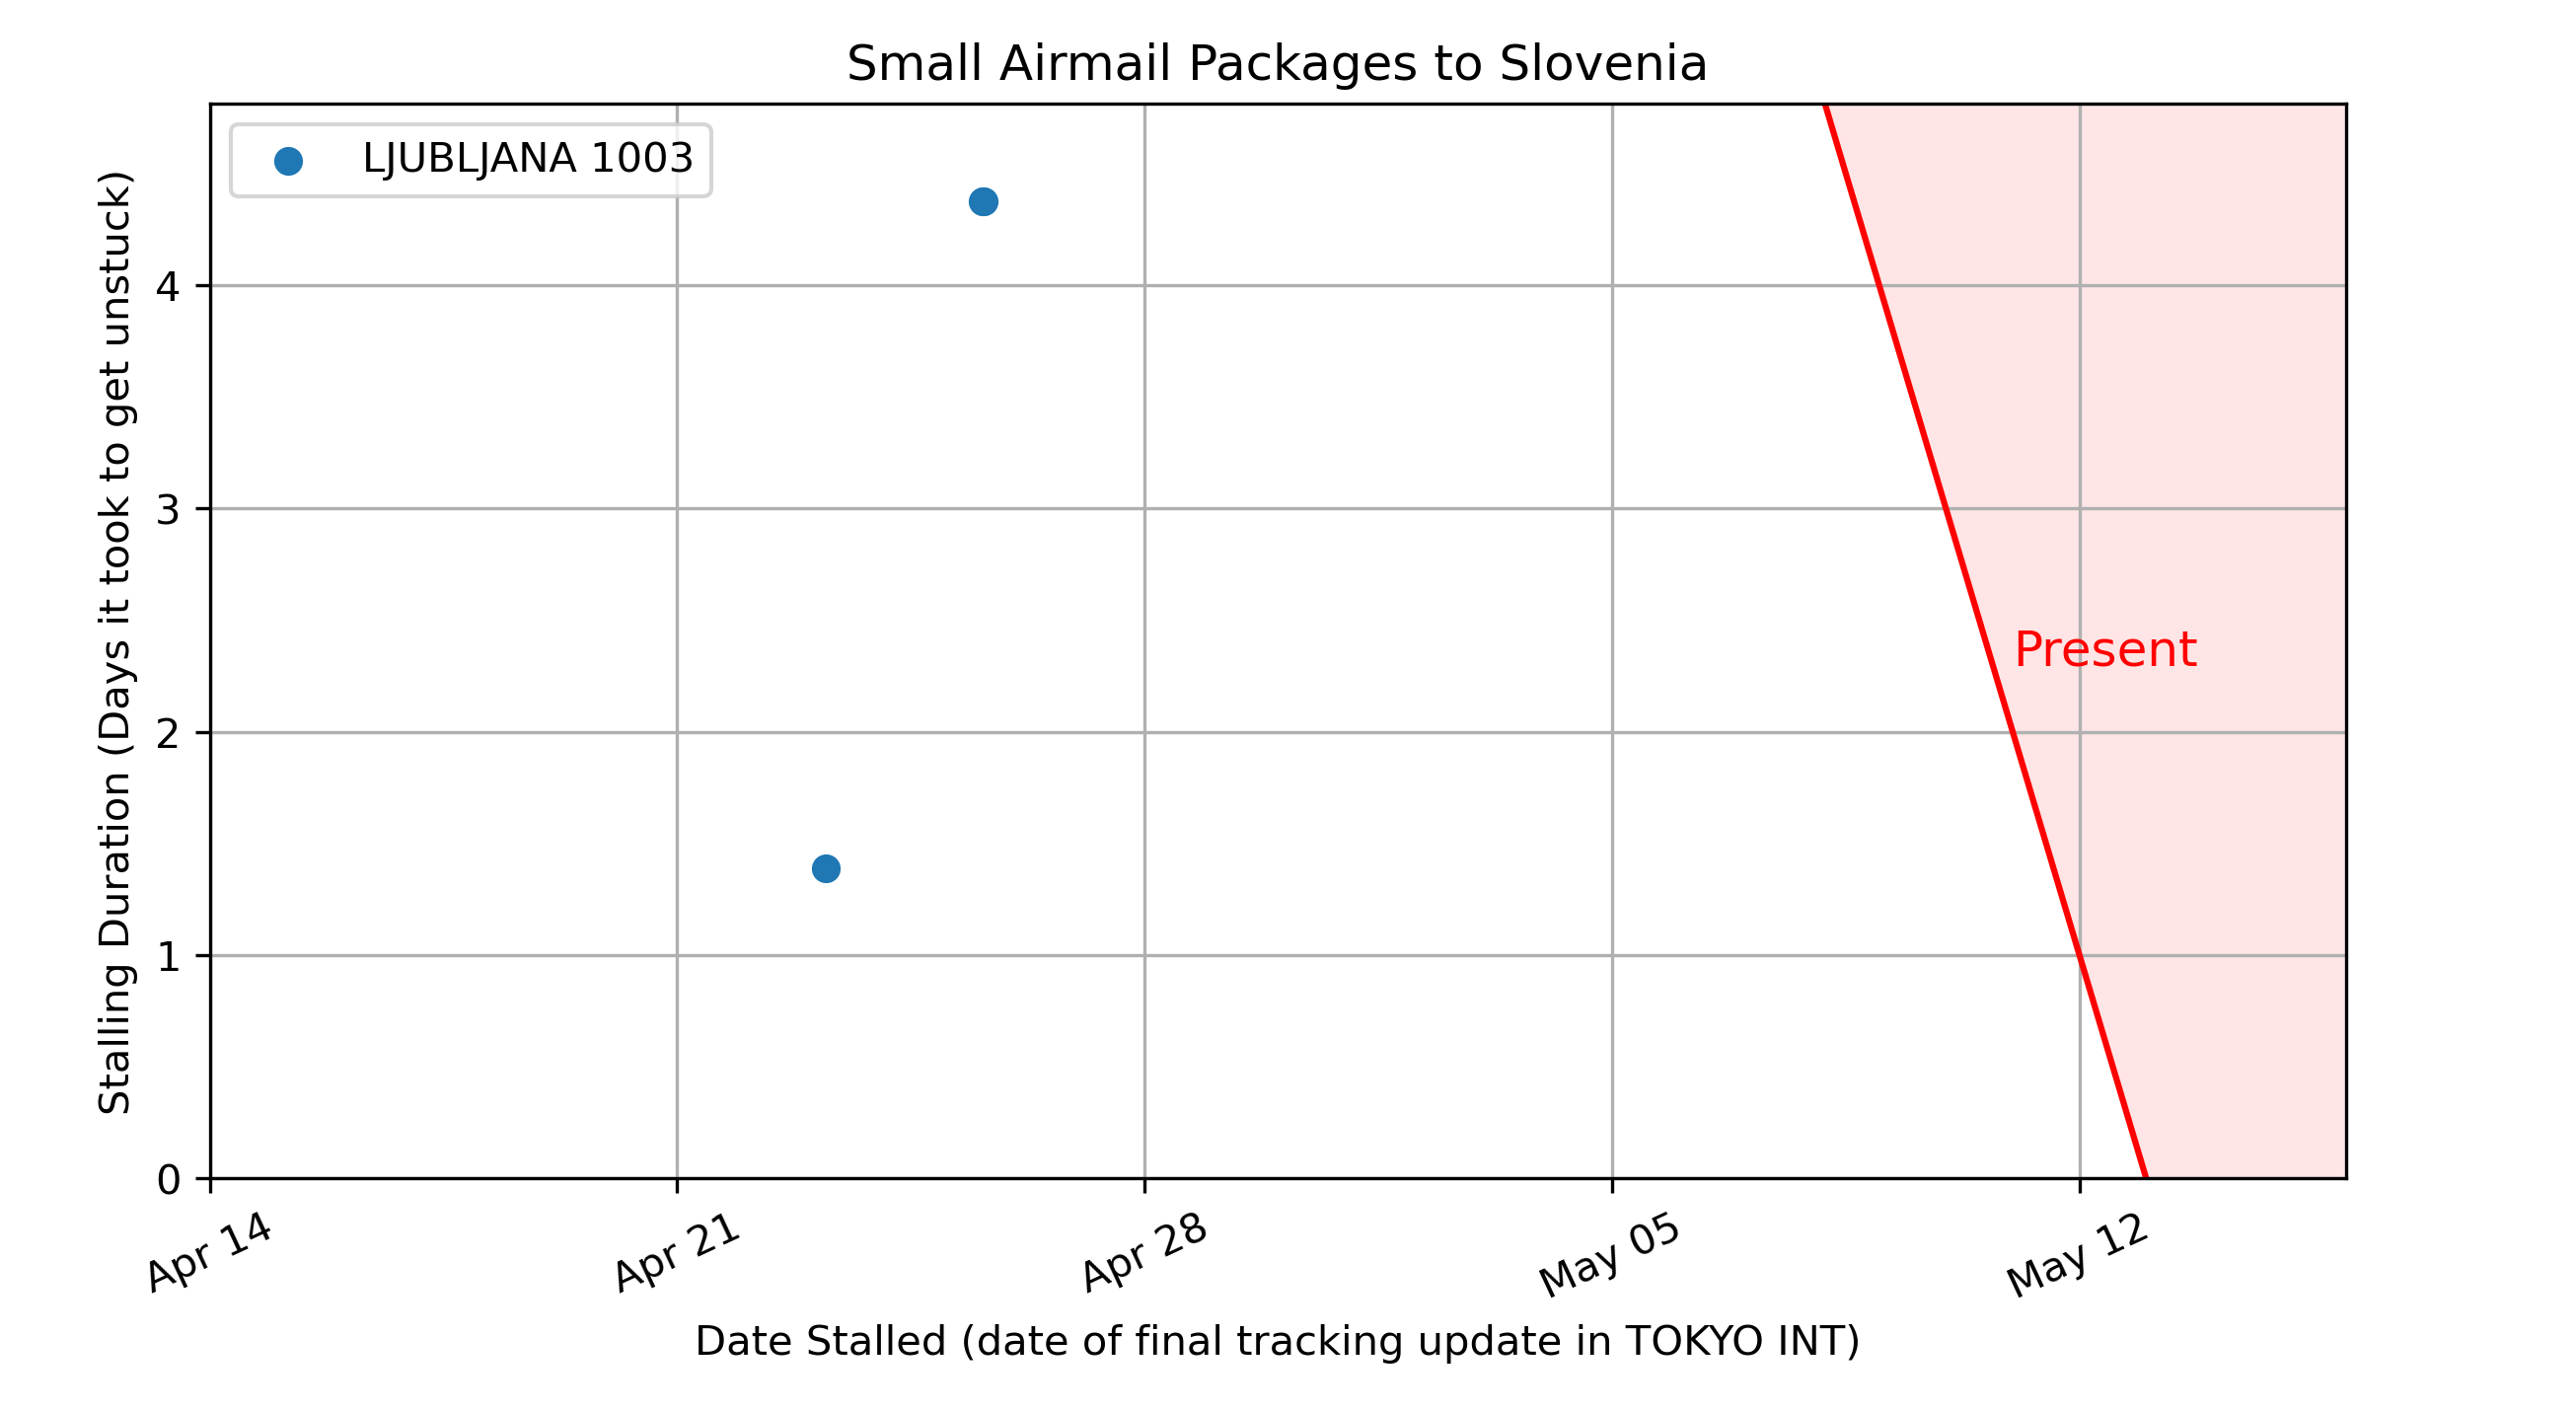 Small Airmail Packages to Slovenia
LJUBLJANA 1003
Stalling Duration (Days it took to get unstuck)
4
3
2
1
0
Present
Apr 14
Apr 21
Apr 28
May 05
May 12
Date Stalled (date of final tracking update in TOKYO INT)